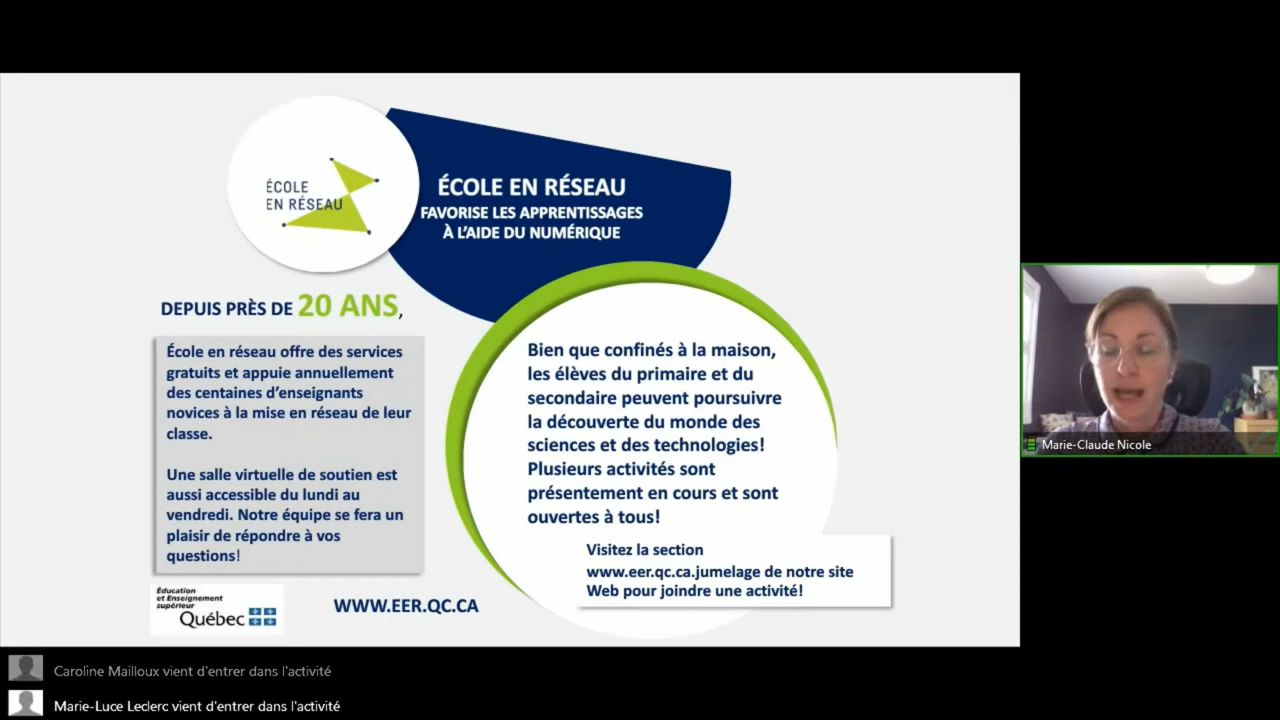 ÉCOLE
EN RÉSEAU
ÉCOLE EN RÉSEAU
FAVORISE LES APPRENTISSAGES
À L'AIDE DU NUMÉRIQUE
DEPUIS PRÈS DE 20 ANS,
École en réseau offre des services
gratuits et appuie annuellement
des centaines d'enseignants
novices à la mise en réseau de leur
classe.
Une salle virtuelle de soutien est
aussi accessible du lundi au
vendredi. Notre équipe se fera un
plaisir de répondre à vos
questions!
Bien que confinés à la maison,
les élèves du primaire et du
secondaire peuvent poursuivre
la découverte du monde des
sciences et des technologies!
Plusieurs activités sont
présentement en cours et sont
ouvertes à tous!
Visitez la section
www.eer.qc.ca.jumelage de notre site
Web pour joindre une activité!
Éducation
et Enseignement
supérieur
Québec
WWW.EER.QC.CA
Marie-Claude Nicole
Caroline Mailloux vient d'entrer dans l'activité
Marie-Luce Leclerc vient d'entrer dans l'activité